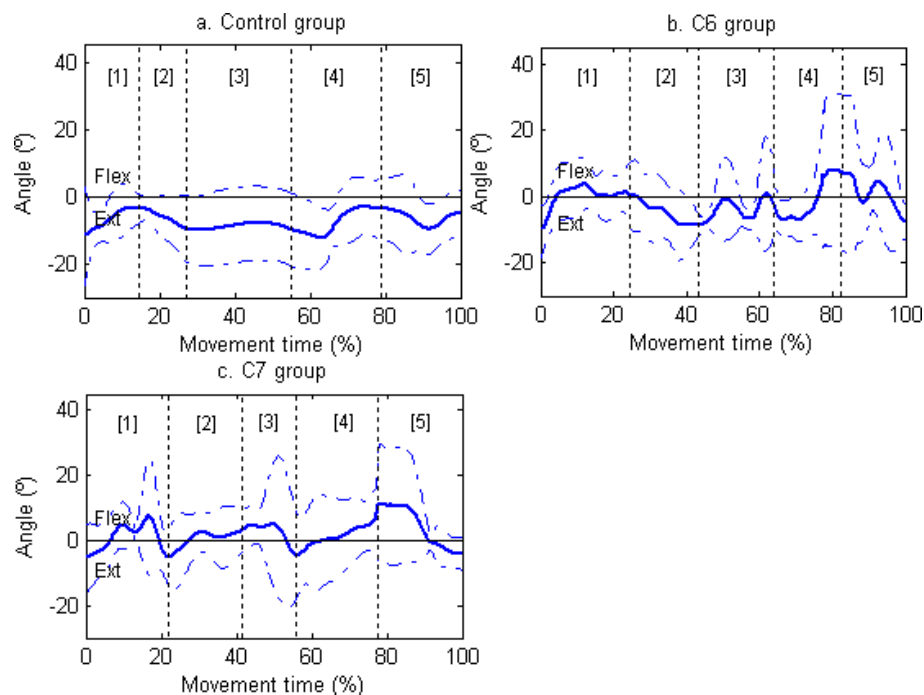 a. Control group
[1] [2] [3] [4] [5]
40
20
0
-20
Angle (º)
Flex
Ext
0 20 40 60 80 100
Movement time (%)
b. C6 group
[1] [2] [3] [4] [5]
40
20
0
-20
Angle (º)
Flex
Ext
0 20 40 60 80 100
Movement time (%)
c. C7 group
[1] [2] [3] [4] [5]
40
20
0
-20
Angle (º)
Flex
Ext
0 20 40 60 80 100
Movement time (%)